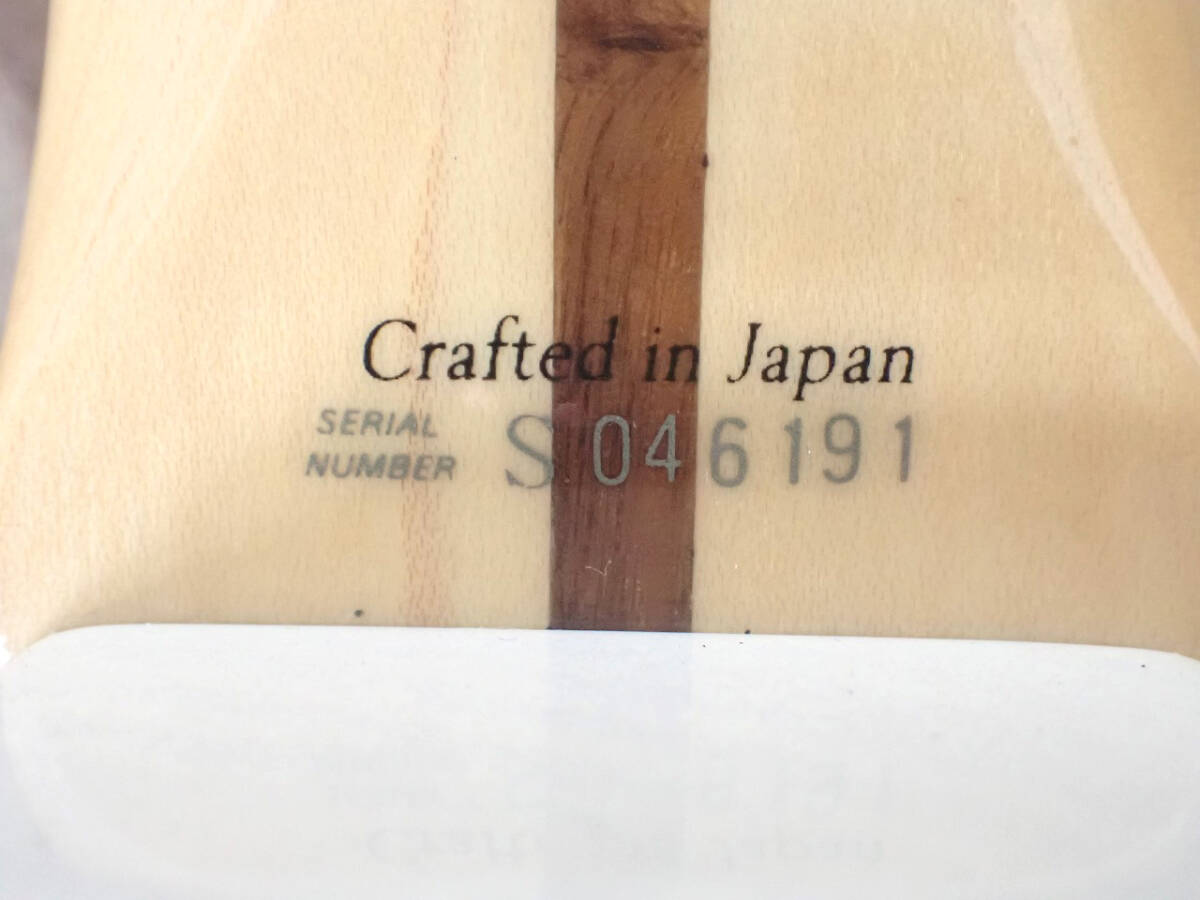 Crafted in Japan
SERIAL
NUMBER S 046191